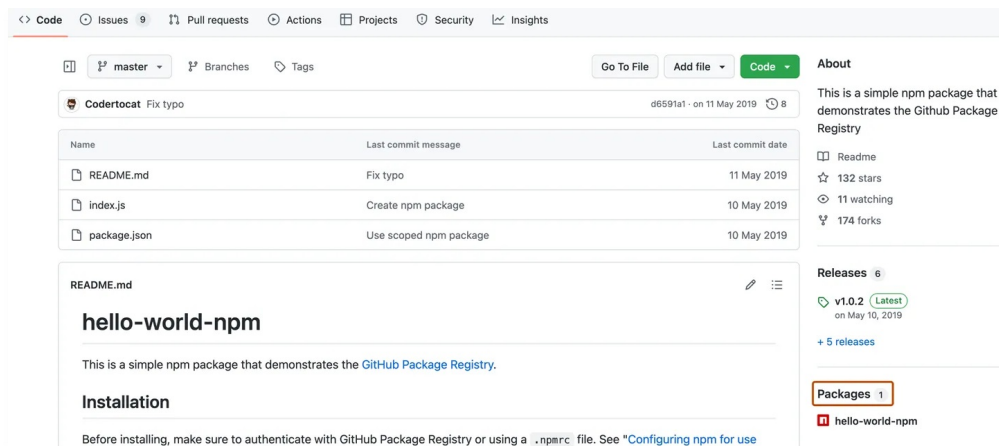 Code Issues 9 Pull requests Actions Projects Security Insights
master Branches Tags Go To File Add file Code
Codertocat Fix typo d6591a1 · on 11 May 2019 8
Name Last commit message Last commit date
README.md Fix typo 11 May 2019
index.js Create npm package 10 May 2019
package.json Use scoped npm package 10 May 2019
README.md
hello-world-npm
This is a simple npm package that demonstrates the GitHub Package Registry.
Installation
Before installing, make sure to authenticate with GitHub Package Registry or using a .npmrc file. See "Configuring npm for use
About
This is a simple npm package that
demonstrates the Github Package
Registry
Readme
132 stars
11 watching
174 forks
Releases 6
v1.0.2 Latest
on May 10, 2019
+ 5 releases
Packages 1
hello-world-npm